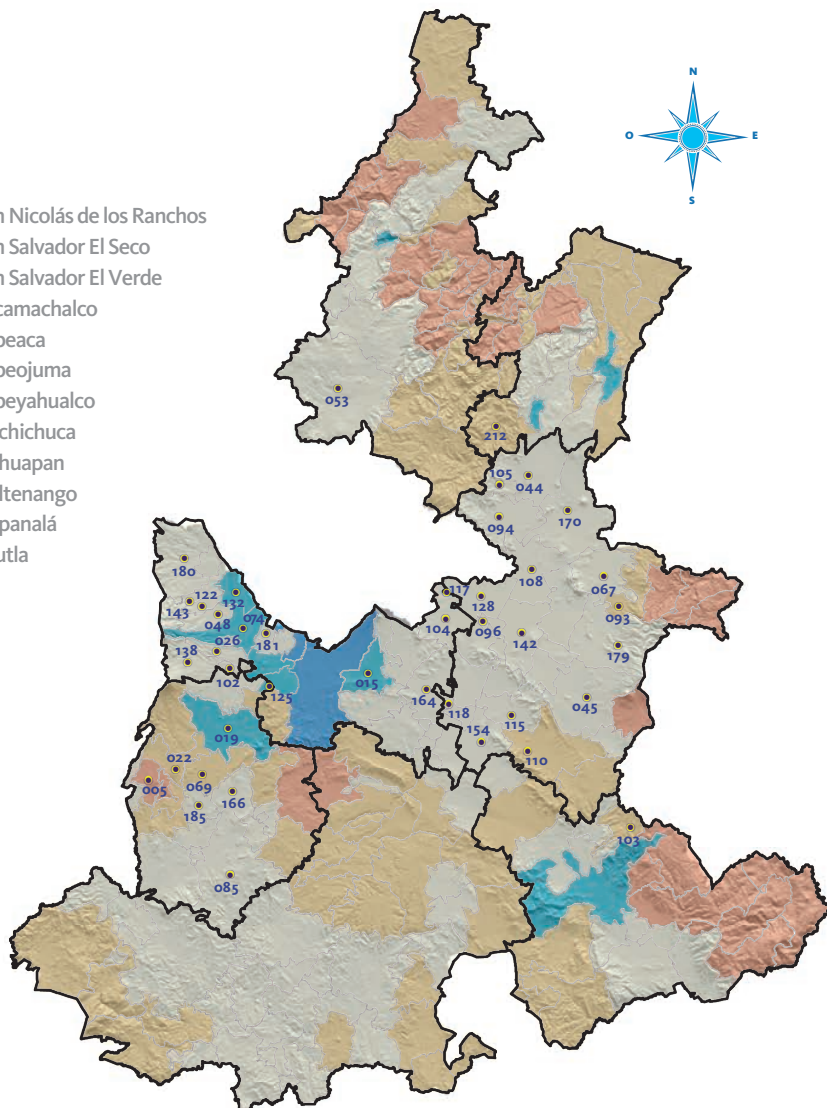 N
O E
S
n Nicolás de los Ranchos
n Salvador El Seco
n Salvador El Verde
camachalco
peaca
peojuma
peyahualco
chichuca
huapan
ltenango
panalá
utla
053
212
105
044
094
170
180
108
067
117
128
122
132
143
093
048
074
104
096
142
026
181
179
138
102
015
125
164
045
118
115
019
154
110
022
069
005
166
185
103
085